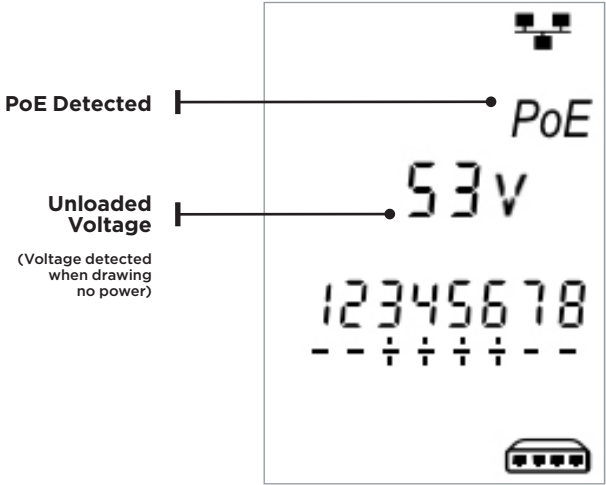 PoE Detected
PoE
Unloaded
Voltage
53V
(Voltage detected
when drawing
no power)
12345678
--÷÷÷÷--